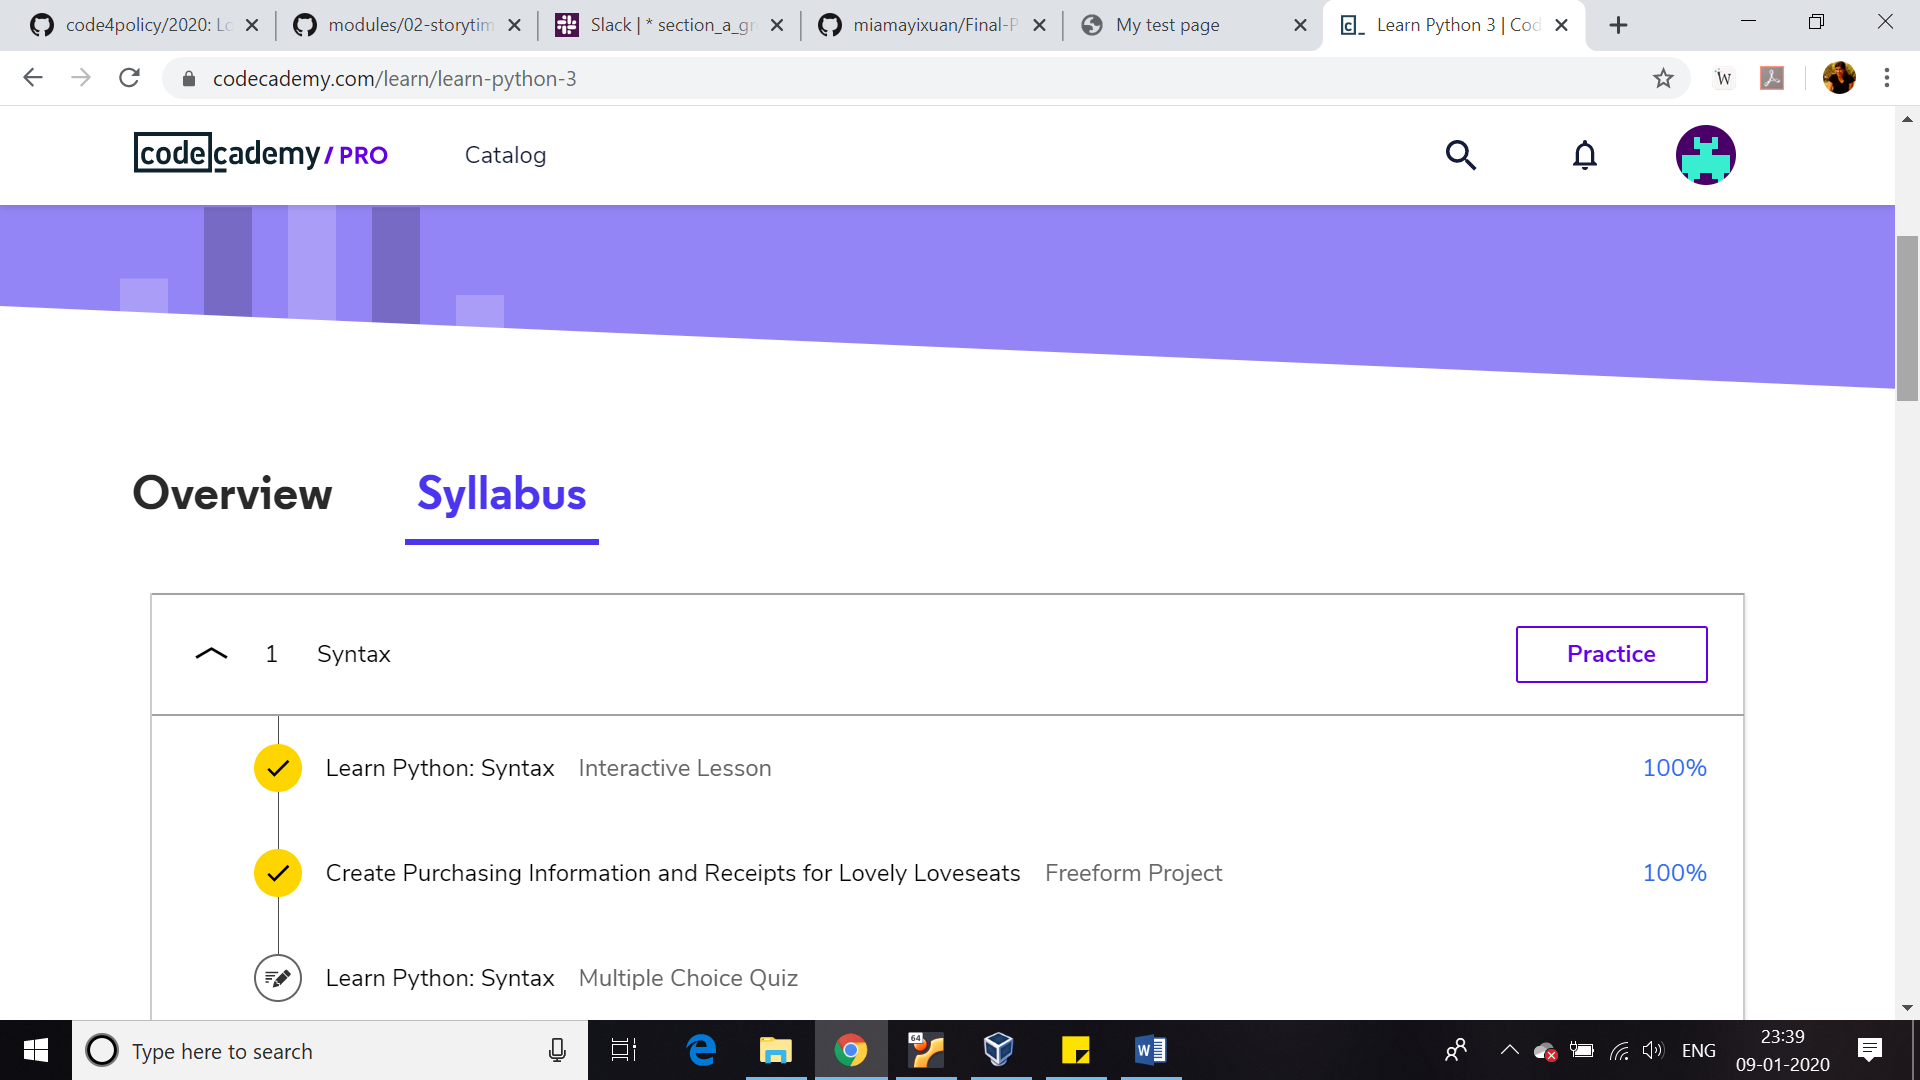 code4policy/2020: Lo
modules/02-storytim
Slack | * section_a_gr
miamayixuan/Final-P
My test page
Learn Python 3 | Cod
codecademy.com/learn/learn-python-3
W
codecademy / PRO
Catalog
Overview
Syllabus
1 Syntax
Practice
Learn Python: Syntax Interactive Lesson 100%
Create Purchasing Information and Receipts for Lovely Loveseats Freeform Project 100%
Learn Python: Syntax Multiple Choice Quiz
Type here to search
64
W
ENG
23:39
09-01-2020